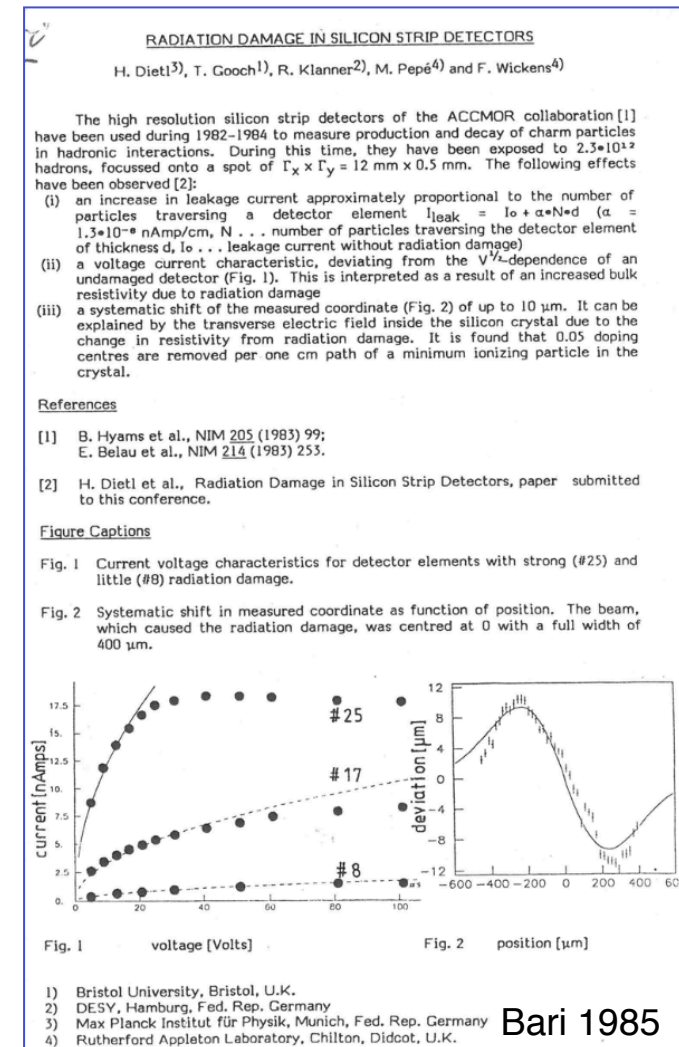 RADIATION DAMAGE IN SILICON STRIP DETECTORS
H. Dietl3), T. Gooch1), R. Klanner2), M. Pepé4) and F. Wickens4)
The high resolution silicon strip detectors of the ACCMOR collaboration [1]
have been used during 1982-1984 to measure production and decay of charm particles
in hadronic interactions. During this time, they have been exposed to 2.3•10¹²
hadrons, focussed onto a spot of Γx x Γy = 12 mm x 0.5 mm. The following effects
have been observed [2]:
(i) an increase in leakage current approximately proportional to the number of
particles traversing a detector element Ileak = Io + α•N•d (α =
1.3•10⁻⁸ nAmp/cm, N . . . number of particles traversing the detector element
of thickness d, Io . . . leakage current without radiation damage)
(ii) a voltage current characteristic, deviating from the V½-dependence of an
undamaged detector (Fig. 1). This is interpreted as a result of an increased bulk
resistivity due to radiation damage
(iii) a systematic shift of the measured coordinate (Fig. 2) of up to 10 μm. It can be
explained by the transverse electric field inside the silicon crystal due to the
change in resistivity from radiation damage. It is found that 0.05 doping
centres are removed per one cm path of a minimum ionizing particle in the
crystal.
References
[1] B. Hyams et al., NIM 205 (1983) 99;
E. Belau et al., NIM 214 (1983) 253.
[2] H. Dietl et al., Radiation Damage in Silicon Strip Detectors, paper submitted
to this conference.
Figure Captions
Fig. 1 Current voltage characteristics for detector elements with strong (#25) and
little (#8) radiation damage.
Fig. 2 Systematic shift in measured coordinate as function of position. The beam,
which caused the radiation damage, was centred at 0 with a full width of
400 μm.
current [nAmps]
17.5
15.
12.5
10.
7.5
5.
2.5
0.
#25
#17
#8
0 20 40 60 80 100
deviation [μm]
12
8
4
0
-4
-8
-12
-600 -400 -200 0 200 400 60
Fig. 1 voltage [Volts] Fig. 2 position [μm]
1) Bristol University, Bristol, U.K.
2) DESY, Hamburg, Fed. Rep. Germany
3) Max Planck Institut für Physik, Munich, Fed. Rep. Germany
4) Rutherford Appleton Laboratory, Chilton, Didcot, U.K.
Bari 1985